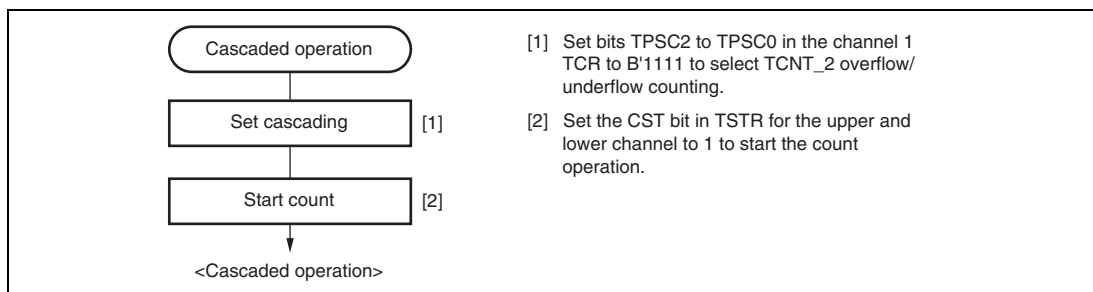 Cascaded operation
Set cascading
[1]
Start count
[2]
<Cascaded operation>
[1] Set bits TPSC2 to TPSC0 in the channel 1
TCR to B'1111 to select TCNT_2 overflow/
underflow counting.
[2] Set the CST bit in TSTR for the upper and
lower channel to 1 to start the count
operation.